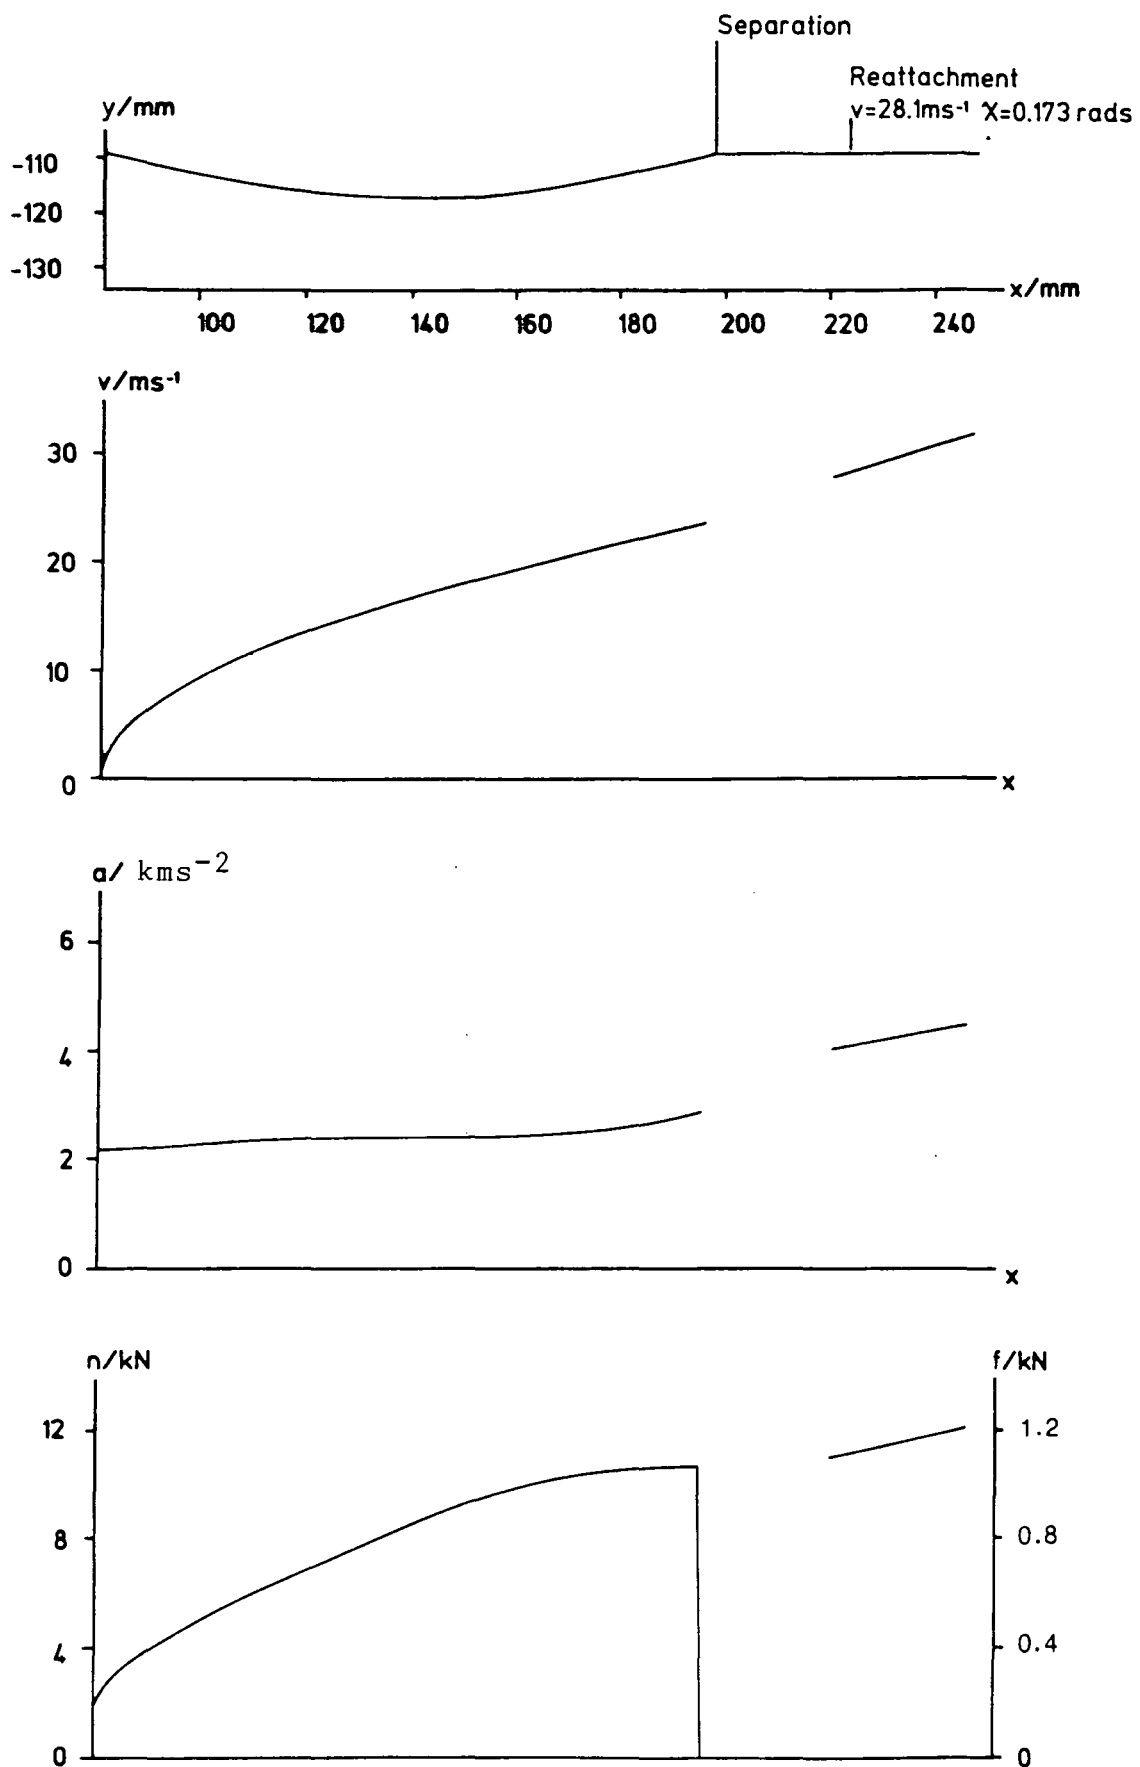 Separation
Reattachment
v=28.1ms⁻¹ χ=0.173 rads
y/mm
-110
-120
-130
x/mm
100 120 140 160 180 200 220 240
v/ms⁻¹
30
20
10
0
x
a/ kms⁻²
6
4
2
0
x
n/kN
f/kN
12
1.2
8
0.8
4
0.4
0
0